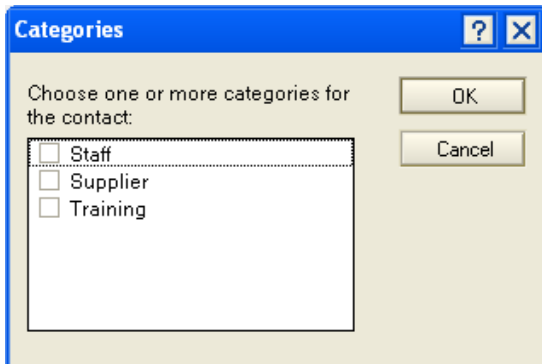 Categories
?
Choose one or more categories for
the contact:
OK
Cancel
Staff
Supplier
Training